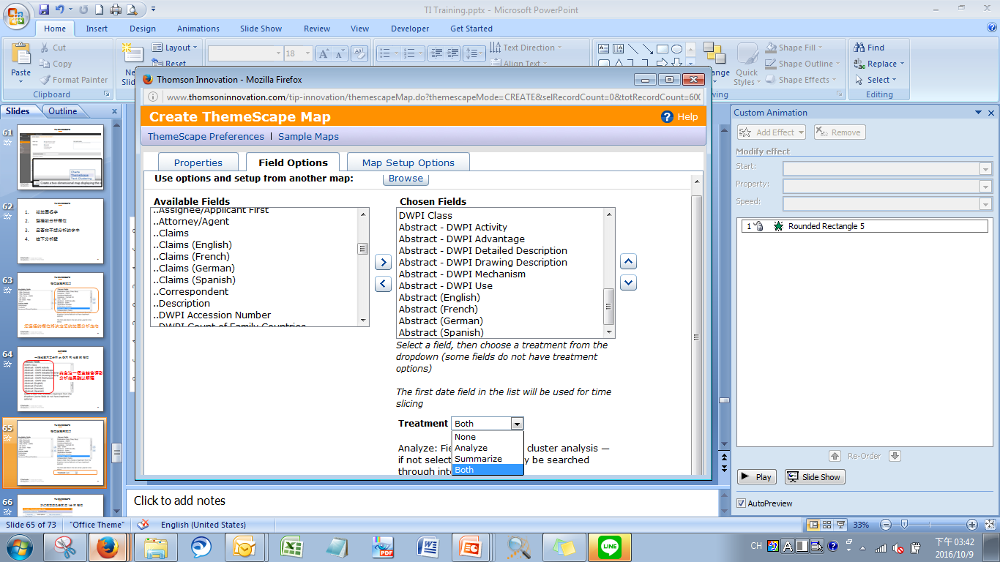 TI Training.pptx - Microsoft PowerPoint
Home Insert Design Animations Slide Show Review View Developer Get Started
Paste
Cut
Copy
Format Painter
Clipboard
Layout
Reset
18
Text Direction
Align Text
Quick Styles
Shape Fill
Shape Outline
Shape Effects
Find
Replace
Select
Editing
Slides Outline
61
62
63
64
65
66
Thomson Innovation - Mozilla Firefox
www.thomsoninnovation.com/tip-innovation/themescapeMap.do?themescapeMode=CREATE&selRecordCount=0&totRecordCount=600
Create ThemeScape Map
Help
ThemeScape Preferences | Sample Maps
Properties Field Options Map Setup Options
Use options and setup from another map: Browse
Available Fields
..Assignee/Applicant First
..Attorney/Agent
..Claims
..Claims (English)
..Claims (French)
..Claims (German)
..Claims (Spanish)
..Correspondent
..Description
..DWPI Accession Number
..DWPI Count of Family Countries
Chosen Fields
DWPI Class
Abstract - DWPI Activity
Abstract - DWPI Advantage
Abstract - DWPI Detailed Description
Abstract - DWPI Drawing Description
Abstract - DWPI Mechanism
Abstract - DWPI Use
Abstract (English)
Abstract (French)
Abstract (German)
Abstract (Spanish)
Select a field, then choose a treatment from the
dropdown (some fields do not have treatment
options)
The first date field in the list will be used for time
slicing
Treatment Both
None
Analyze
Summarize
Both
Analyze: Fie cluster analysis —
if not select y be searched
through int
Custom Animation
Add Effect Remove
Modify effect
Start:
Property:
Speed:
1 Rounded Rectangle 5
Re-Order
Play Slide Show
AutoPreview
Click to add notes
Slide 65 of 73 "Office Theme" English (United States) 33%
PDF
LINE
CH
下午 03:42
2016/10/9